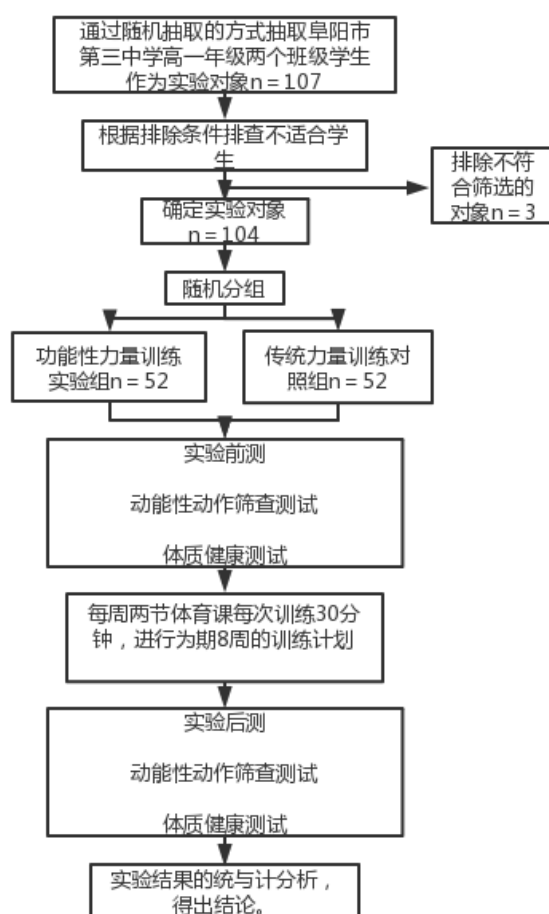 通过随机抽取的方式抽取阜阳市
第三中学高一年级两个班级学生
作为实验对象n=107
根据排除条件排查不适合学
生
排除不符
合筛选的
对象n=3
确定实验对象
n=104
随机分组
功能性力量训练
实验组n=52
传统力量训练对
照组n=52
实验前测
动能性动作筛查测试
体质健康测试
每周两节体育课每次训练30分
钟，进行为期8周的训练计划
实验后测
动能性动作筛查测试
体质健康测试
实验结果的统与计分析，
得出结论。